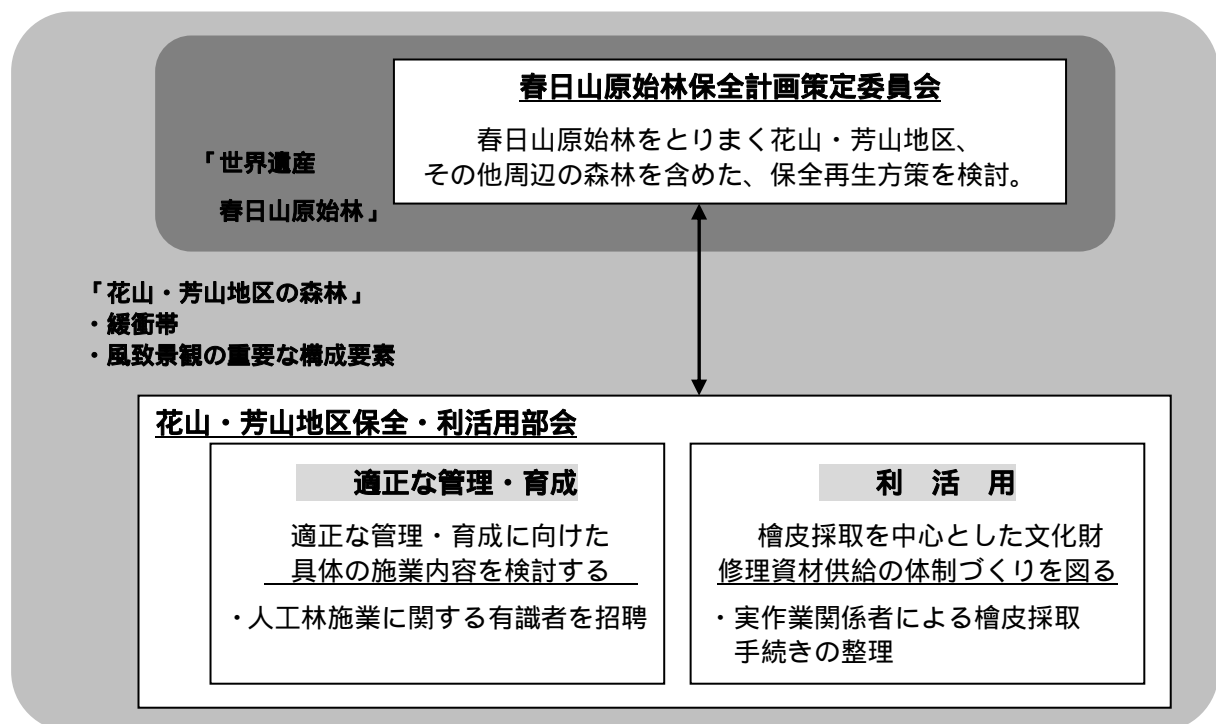 春日山原始林保全計画策定委員会
春日山原始林をとりまく花山・芳山地区、
その他周辺の森林を含めた、保全再生方策を検討。
「世界遺産
春日山原始林」
「花山・芳山地区の森林」
・緩衝帯
・風致景観の重要な構成要素
花山・芳山地区保全・利活用部会
適正な管理・育成
適正な管理・育成に向けた
具体の施業内容を検討する
・人工林施業に関する有識者を招聘
利　活　用
檜皮採取を中心とした文化財
修理資材供給の体制づくりを図る
・実作業関係者による檜皮採取
手続きの整理